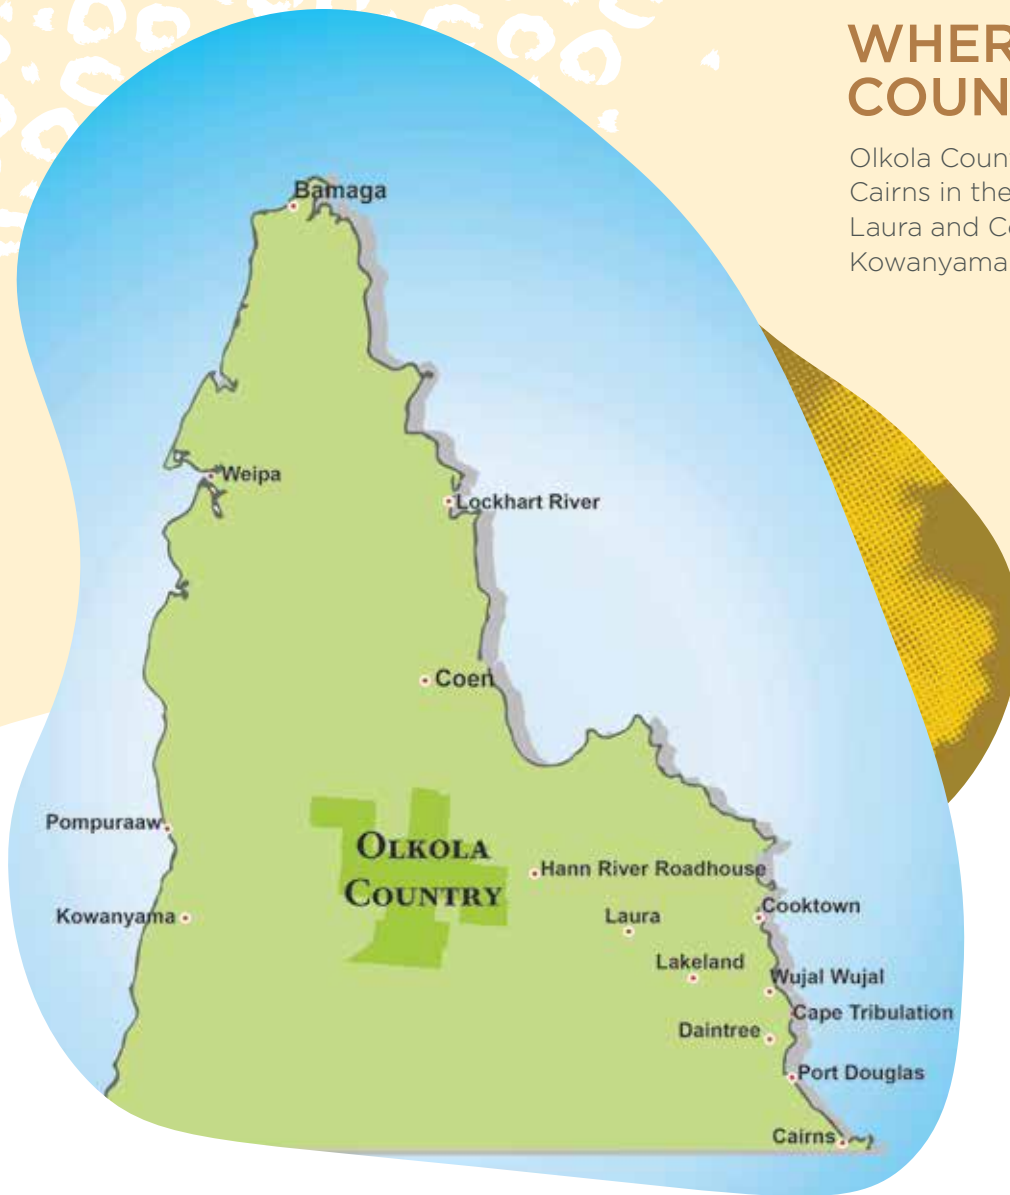 WHER
COUN
Olkola Coun
Cairns in the
Laura and C
Kowanyama
Bamaga
Weipa
Lockhart River
Coen
Pompuraaw
OLKOLA
COUNTRY
Hann River Roadhouse
Kowanyama
Laura
Cooktown
Lakeland
Wujal Wujal
Cape Tribulation
Daintree
Port Douglas
Cairns